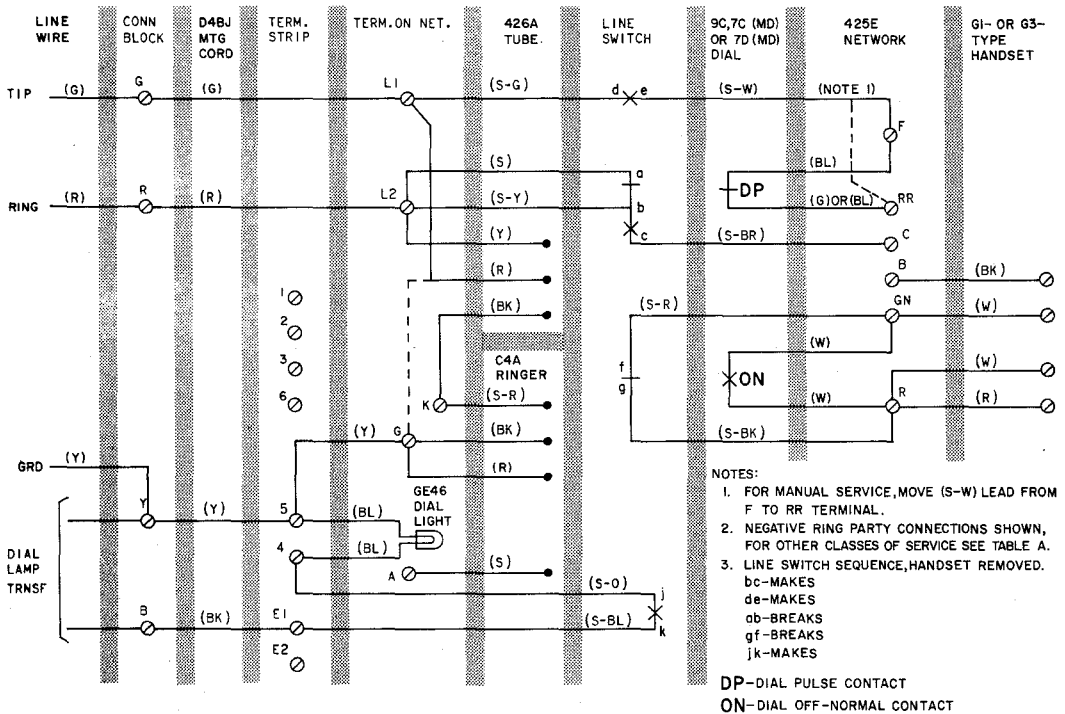 LINE WIRE
CONN BLOCK
D4BJ MTG CORD
TERM. STRIP
TERM. ON NET.
426A TUBE.
LINE SWITCH
9C,7C (MD) OR 7D (MD) DIAL
425E NETWORK
G1- OR G3- TYPE HANDSET
TIP (G) G (G) L1 (S-G) d e (S-W) (NOTE 1)
F
(S) a (BL)
DP
RING (R) R (R) L2 (S-Y) b (G)OR(BL) RR
(Y) c (S-BR) C
(R) B (BK)
1 (BK) (S-R) GN (W)
2 (W)
C4A RINGER
3 f (W)
g ON
6 K (S-R) (W) R (R)
(Y) G (BK) (S-BK)
GRD (Y) (R)
GE46 DIAL LIGHT
Y (Y) 5 (BL)
4 (BL)
DIAL LAMP TRNSF
A (S)
(S-O) j
B (BK) E1 (S-BL) k
E2
NOTES:
1. FOR MANUAL SERVICE, MOVE (S-W) LEAD FROM
F TO RR TERMINAL.
2. NEGATIVE RING PARTY CONNECTIONS SHOWN,
FOR OTHER CLASSES OF SERVICE SEE TABLE A.
3. LINE SWITCH SEQUENCE, HANDSET REMOVED.
bc-MAKES
de-MAKES
ab-BREAKS
gf-BREAKS
jk-MAKES
DP-DIAL PULSE CONTACT
ON-DIAL OFF-NORMAL CONTACT